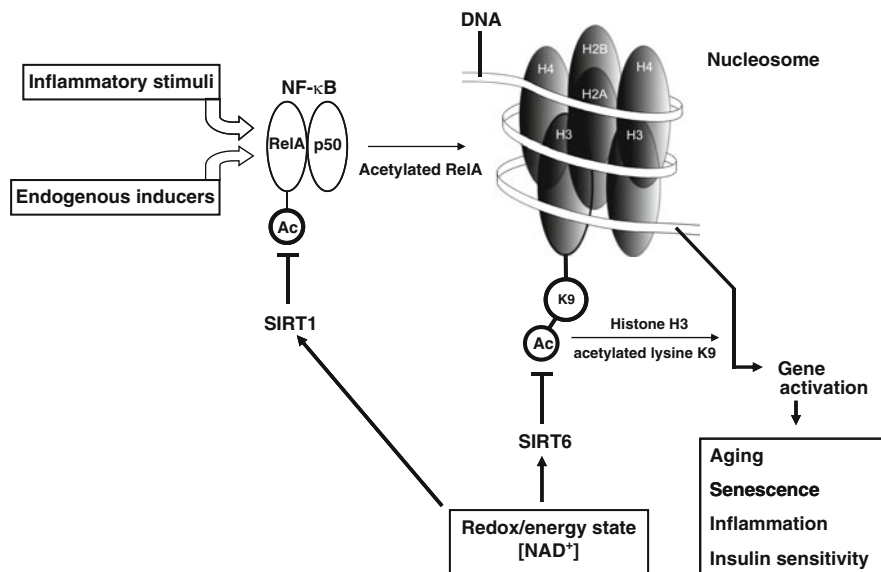 DNA
Nucleosome
H2B
H4
H4
H2A
H3
H3
Inflammatory stimuli
NF-κB
RelA
p50
Acetylated RelA
Endogenous inducers
Ac
K9
SIRT1
Histone H3
Ac
acetylated lysine K9
Gene
activation
SIRT6
Aging
Senescence
Inflammation
Insulin sensitivity
Redox/energy state
[NAD⁺]